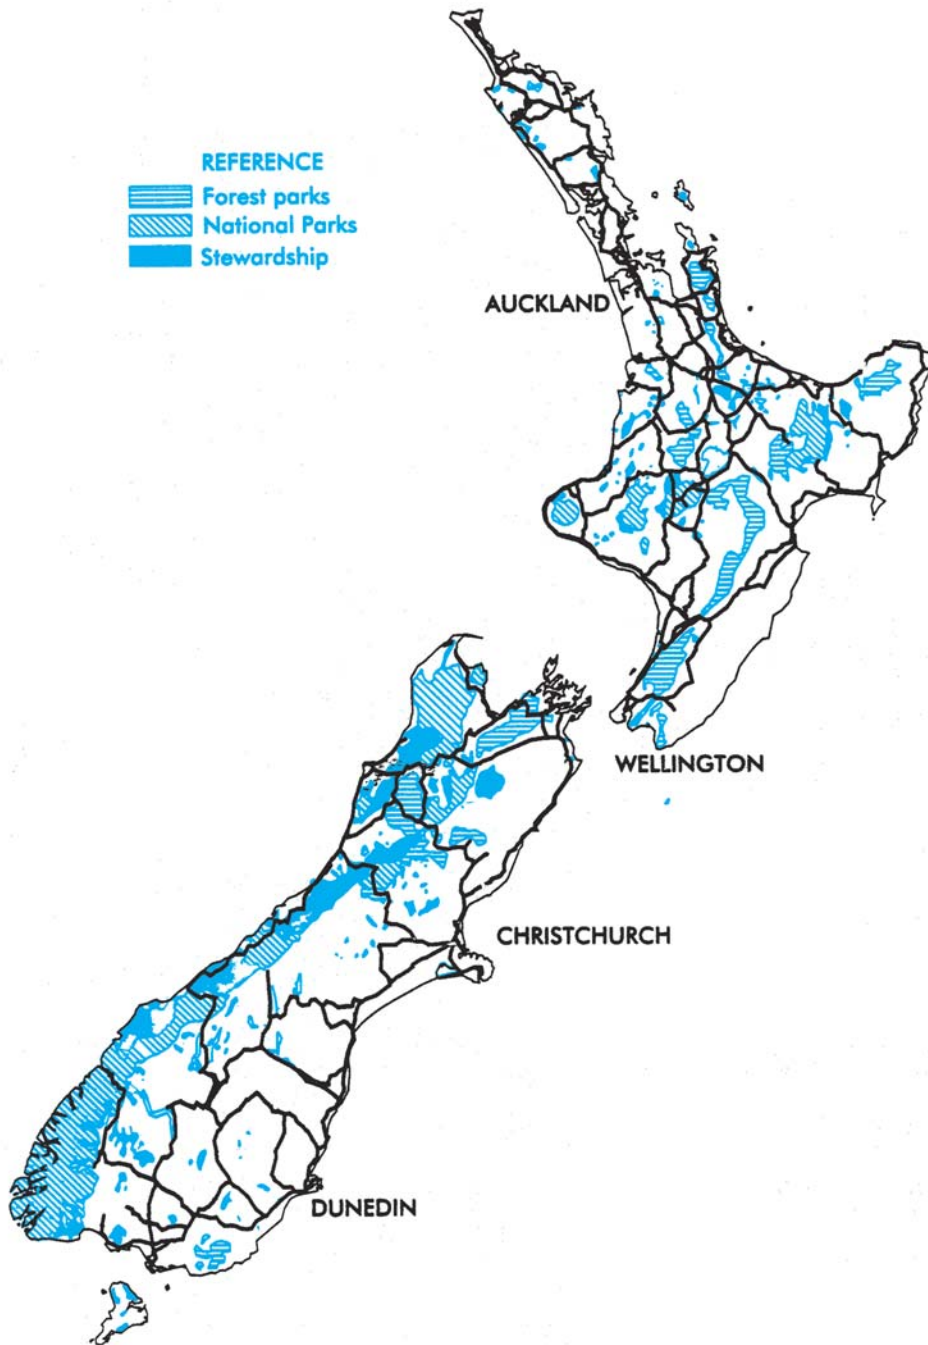 REFERENCE
Forest parks
National Parks
Stewardship
AUCKLAND
WELLINGTON
CHRISTCHURCH
DUNEDIN